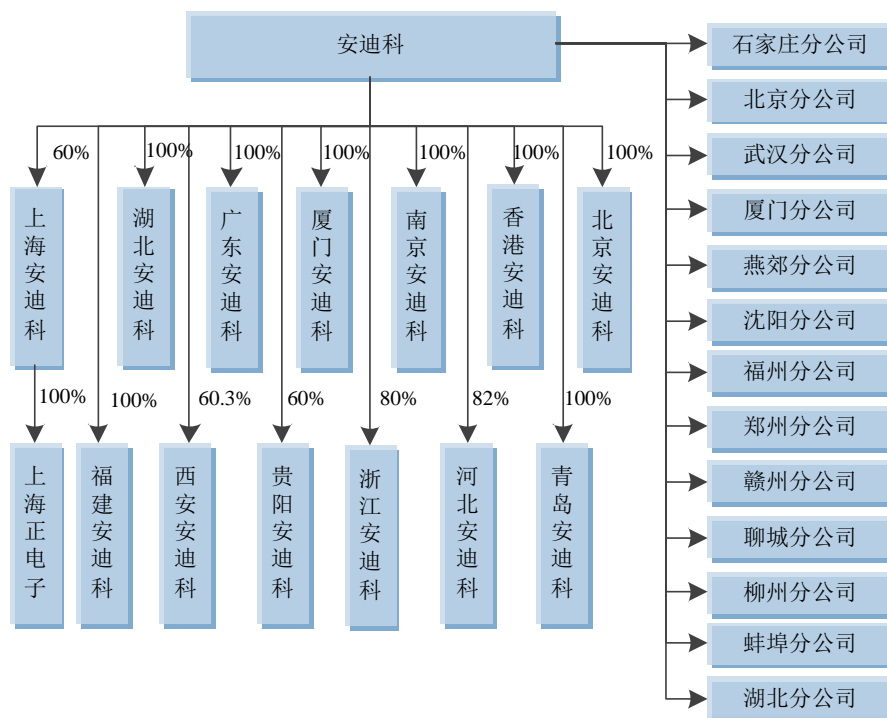 安迪科
石家庄分公司
北京分公司
武汉分公司
厦门分公司
燕郊分公司
沈阳分公司
福州分公司
郑州分公司
赣州分公司
聊城分公司
柳州分公司
蚌埠分公司
湖北分公司
60%
100%
100%
100%
100%
100%
100%
上海安迪科
湖北安迪科
广东安迪科
厦门安迪科
南京安迪科
香港安迪科
北京安迪科
100%
100%
60.3%
60%
80%
82%
100%
上海正电子
福建安迪科
西安安迪科
贵阳安迪科
浙江安迪科
河北安迪科
青岛安迪科